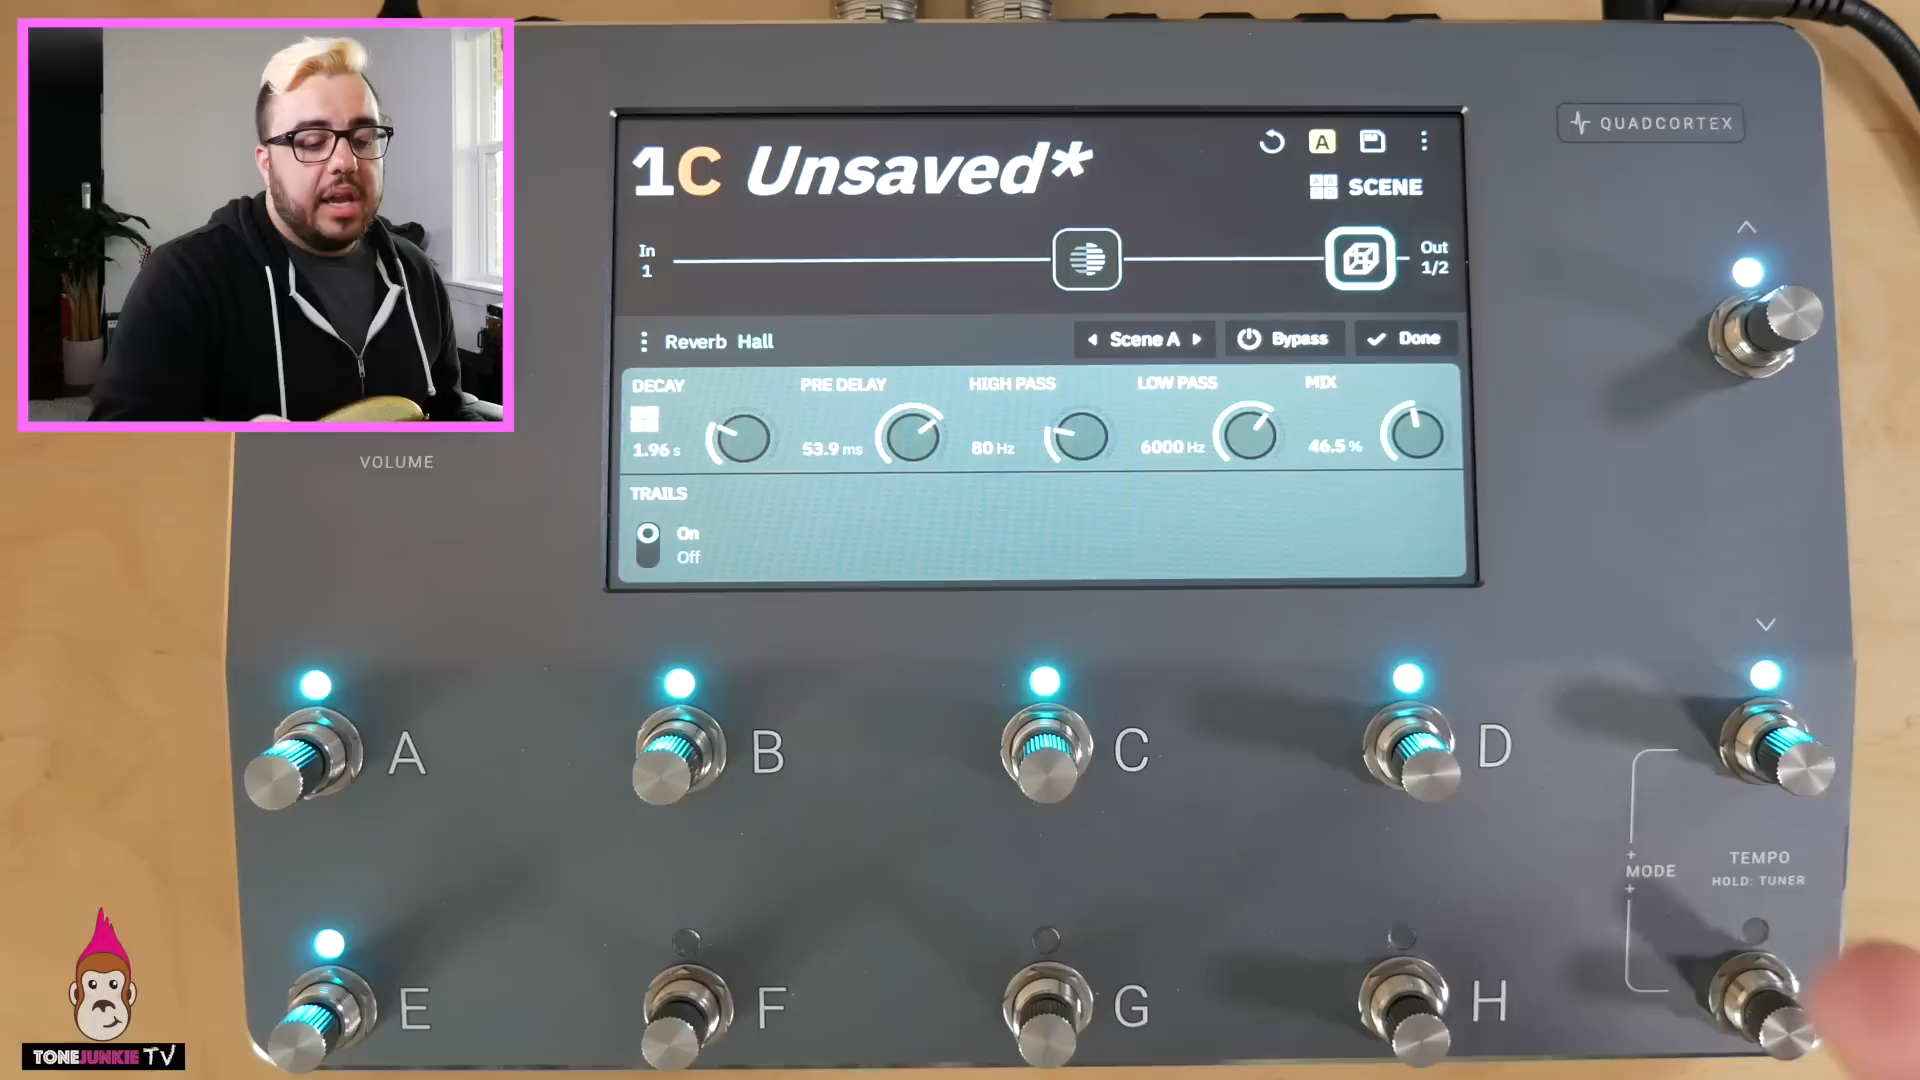 QUADCORTEX
1C Unsaved*
A
SCENE
In
1
Out
1/2
Reverb Hall
Scene A
Bypass
Done
DECAY
PRE DELAY
HIGH PASS
LOW PASS
MIX
1.96 s
53.9 ms
80 Hz
6000 Hz
46.5 %
TRAILS
On
Off
VOLUME
A
B
C
D
+
MODE
+
TEMPO
HOLD: TUNER
E
F
G
H
TONEJUNKIE TV